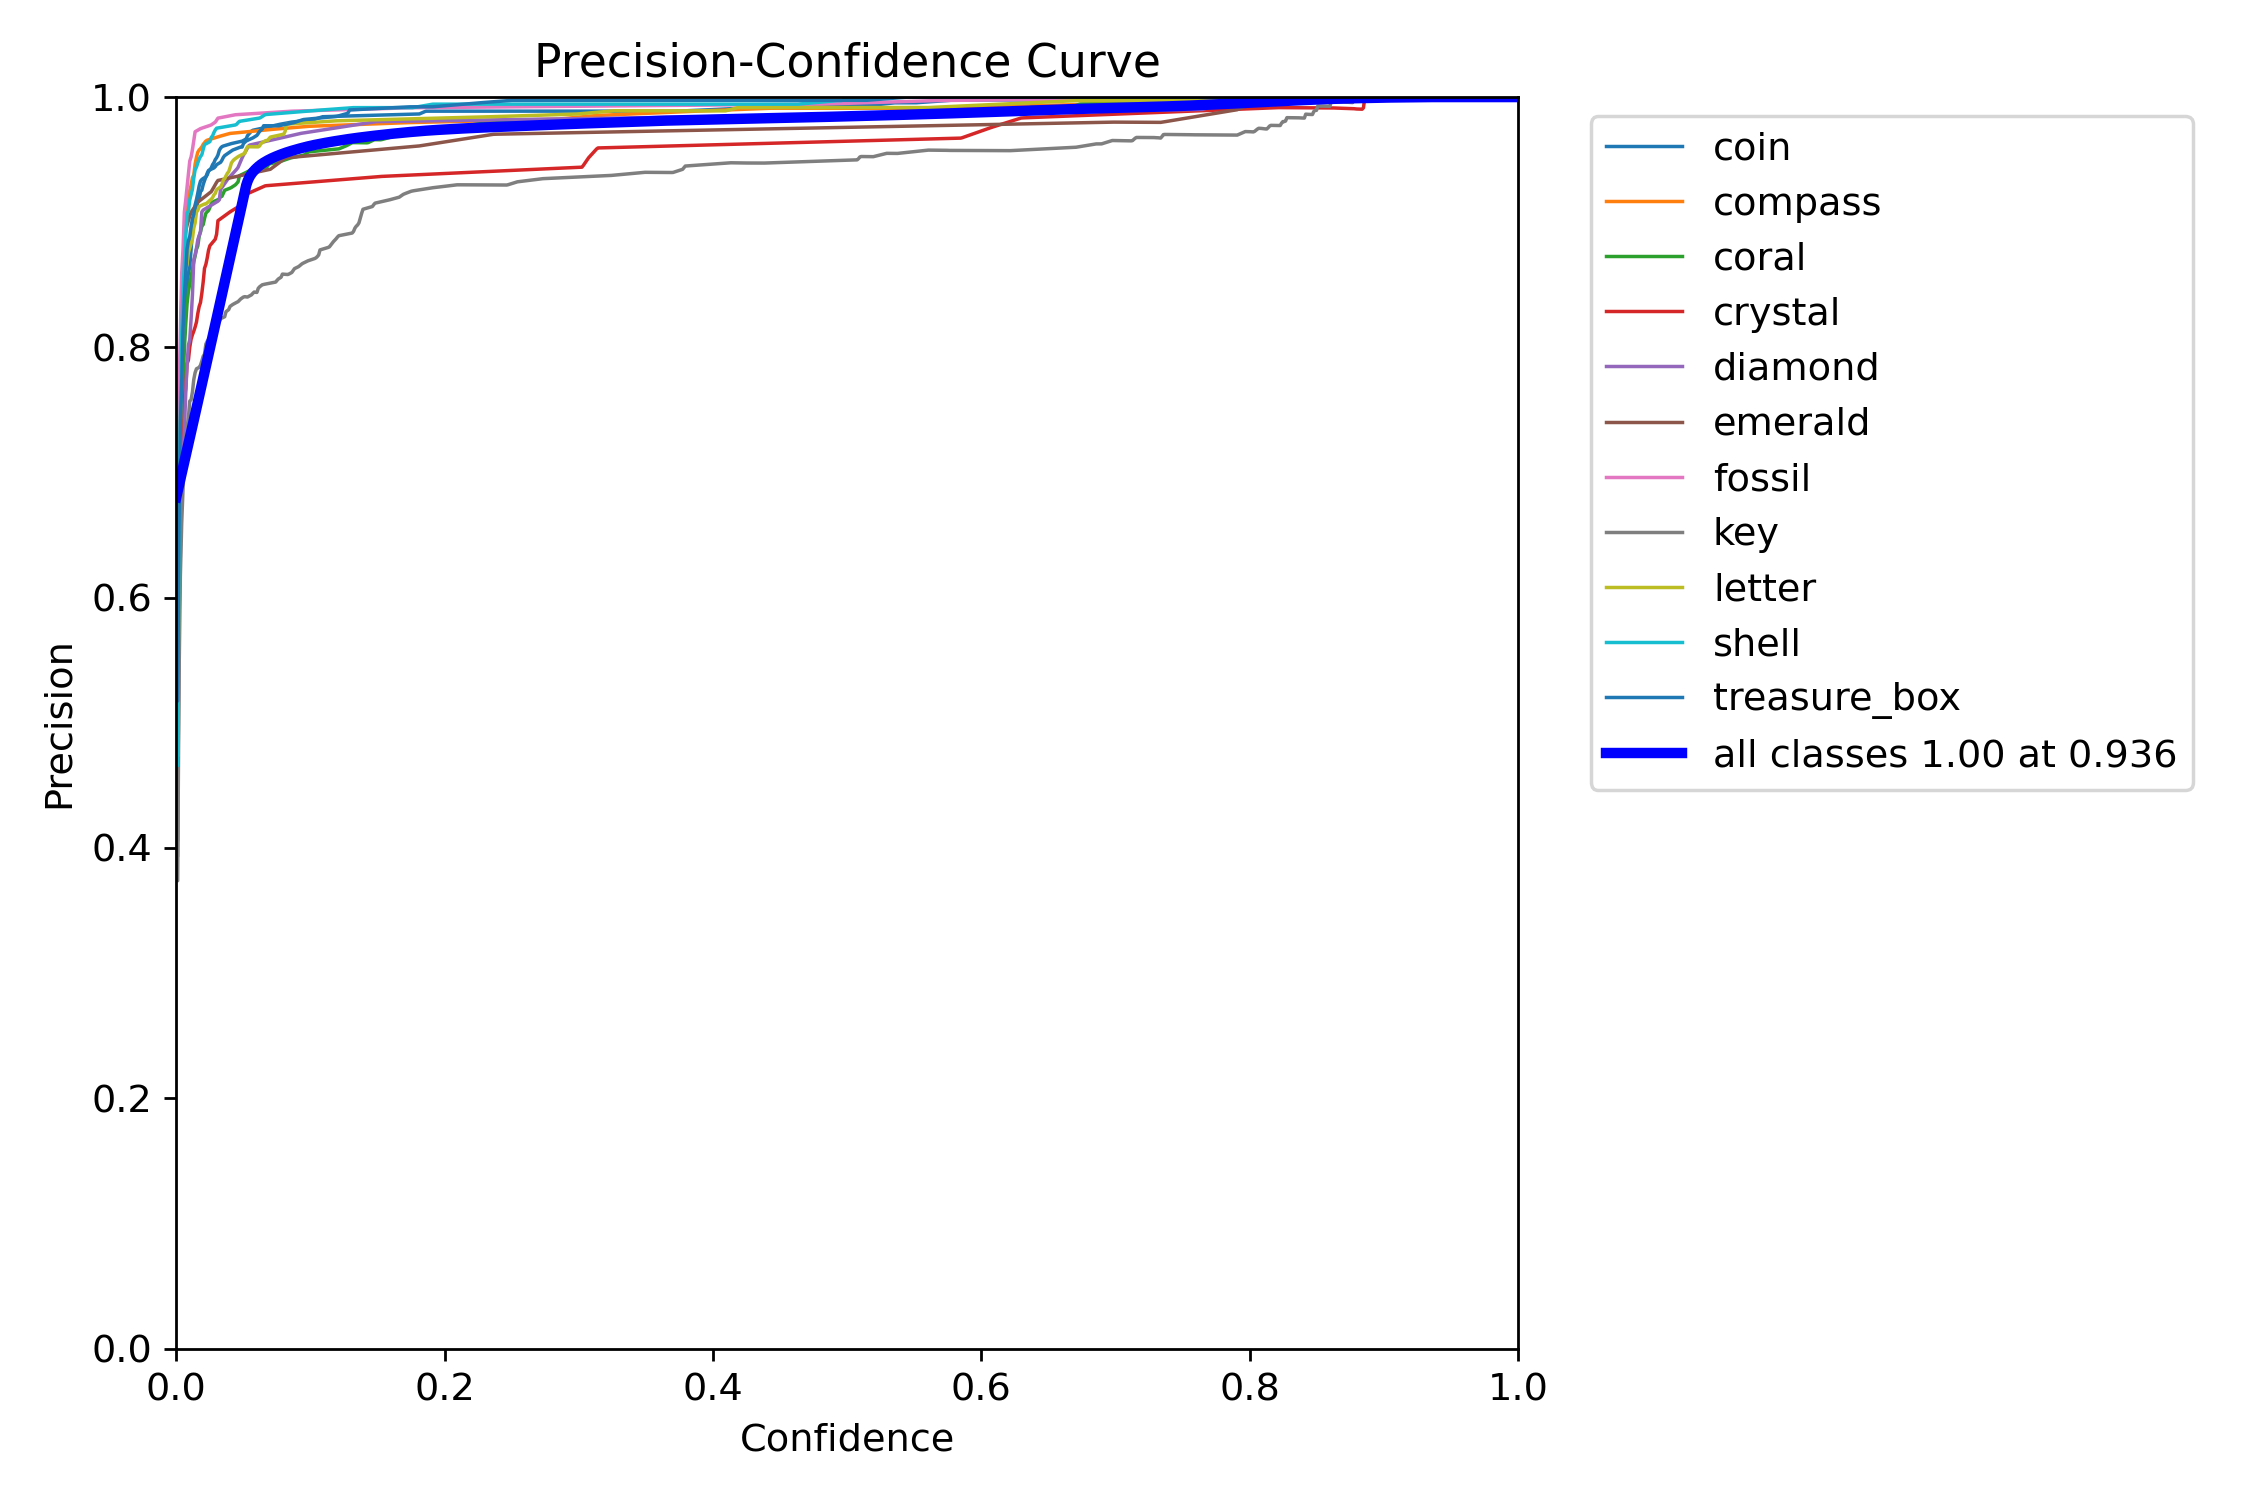 Precision-Confidence Curve
1.0
0.8
0.6
0.4
0.2
0.0
Precision
0.0 0.2 0.4 0.6 0.8 1.0
Confidence
coin
compass
coral
crystal
diamond
emerald
fossil
key
letter
shell
treasure_box
all classes 1.00 at 0.936